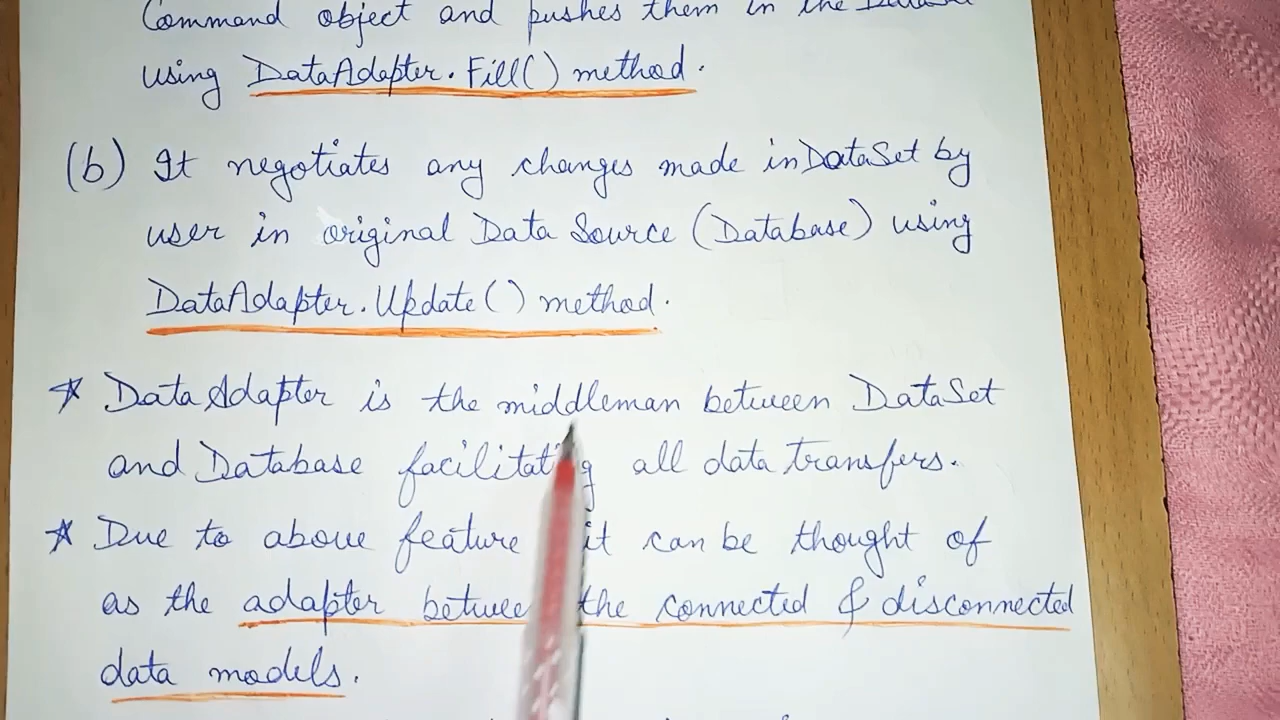 Command object and pushes them in the DataSet
using DataAdapter.Fill() method.
(b) It negotiates any changes made in DataSet by
user in original Data Source (Database) using
DataAdapter.Update() method.
* DataAdapter is the middleman between DataSet
and Database facilitating all data transfers.
* Due to above feature it can be thought of
as the adapter between the connected & disconnected
data models.